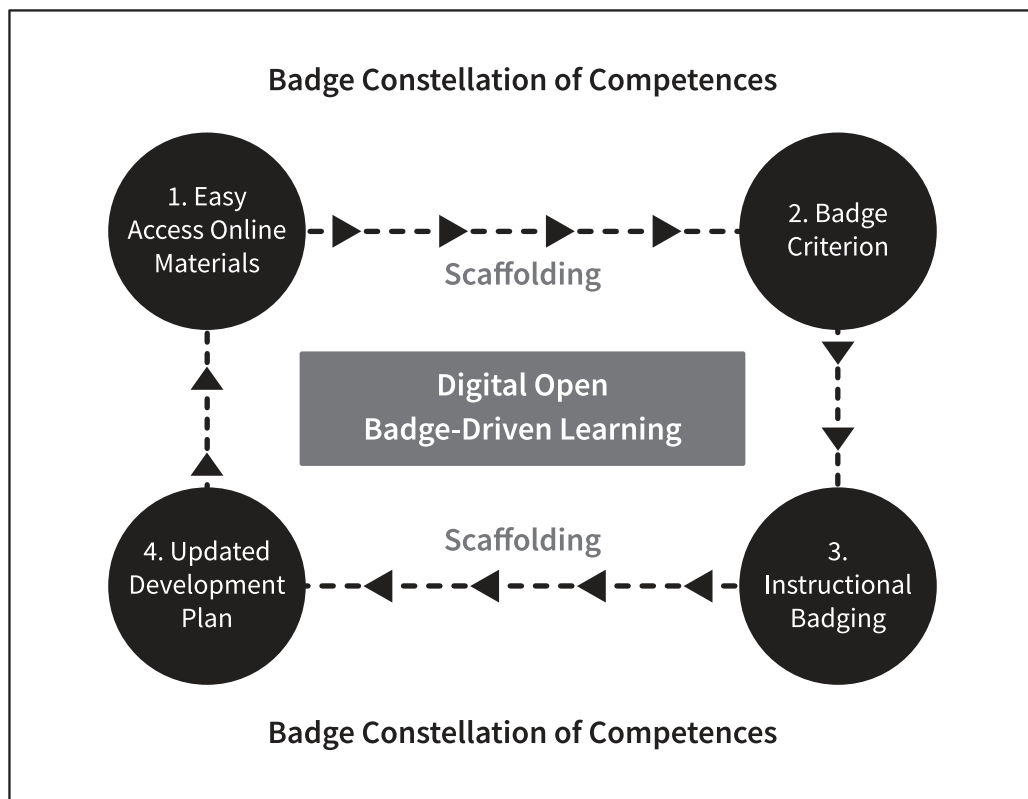 Badge Constellation of Competences
1. Easy
Access Online
Materials
2. Badge
Criterion
Scaffolding
Digital Open
Badge-Driven Learning
4. Updated
Development
Plan
Scaffolding
3.
Instructional
Badging
Badge Constellation of Competences